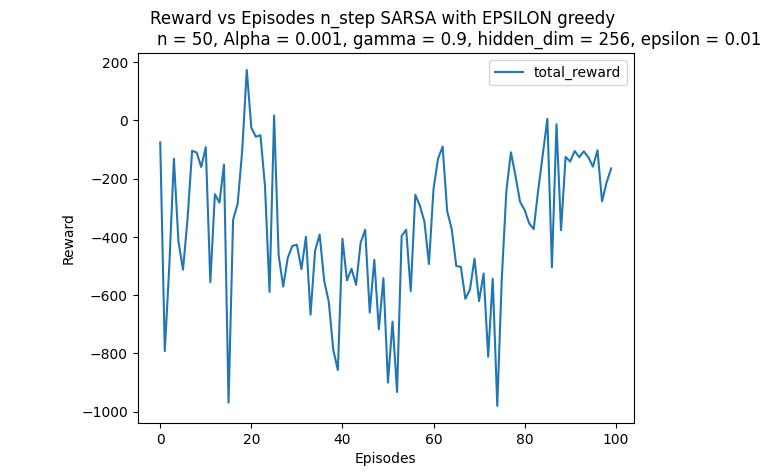 Reward vs Episodes n_step SARSA with EPSILON greedy
n = 50, Alpha = 0.001, gamma = 0.9, hidden_dim = 256, epsilon = 0.01
total_reward
200
0
−200
−400
−600
−800
−1000
Reward
0 20 40 60 80 100
Episodes